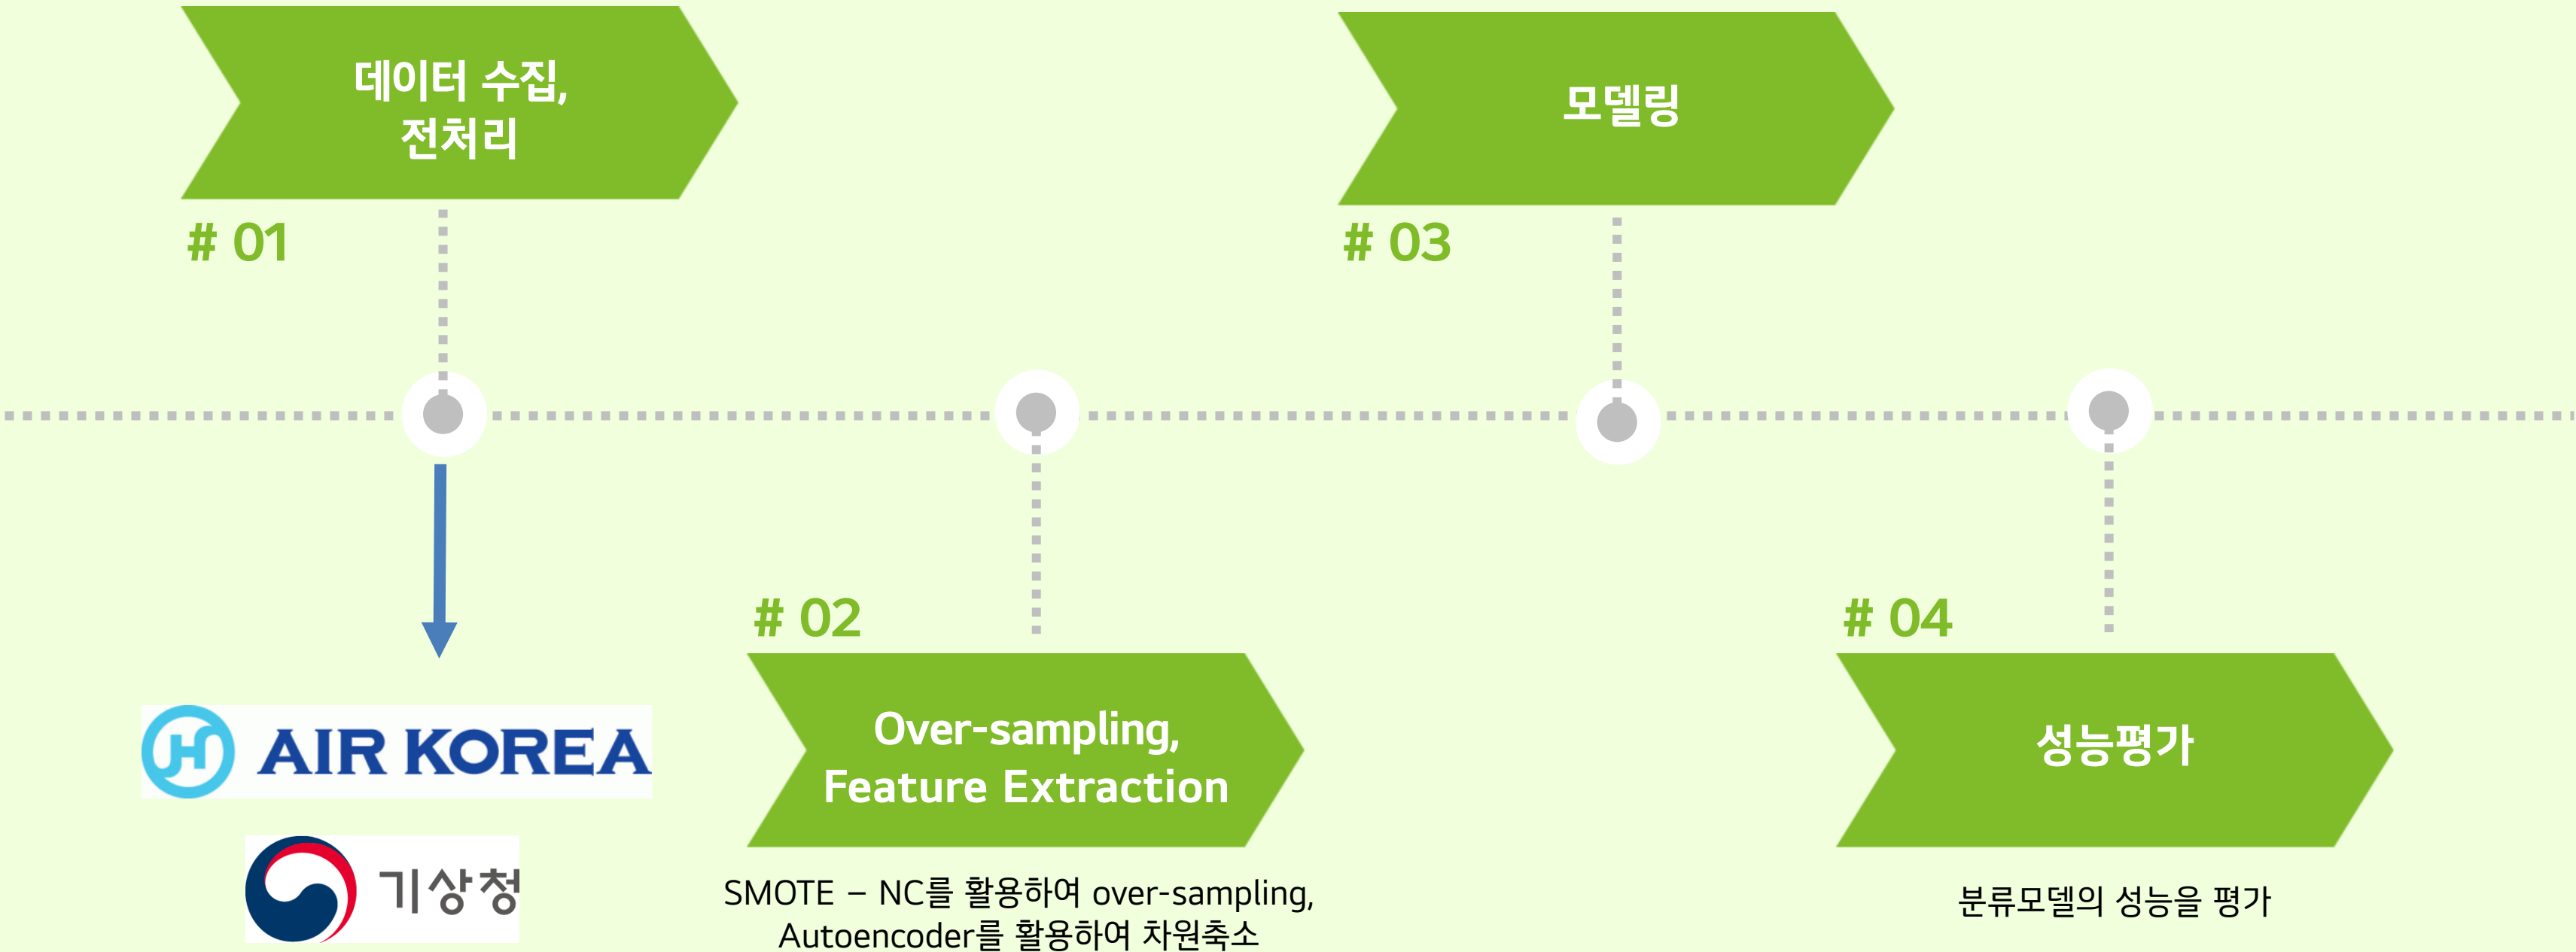 데이터 수집,
전처리
# 01
AIR KOREA
기상청
# 02
Over-sampling,
Feature Extraction
SMOTE – NC를 활용하여 over-sampling,
Autoencoder를 활용하여 차원축소
모델링
# 03
# 04
성능평가
분류모델의 성능을 평가